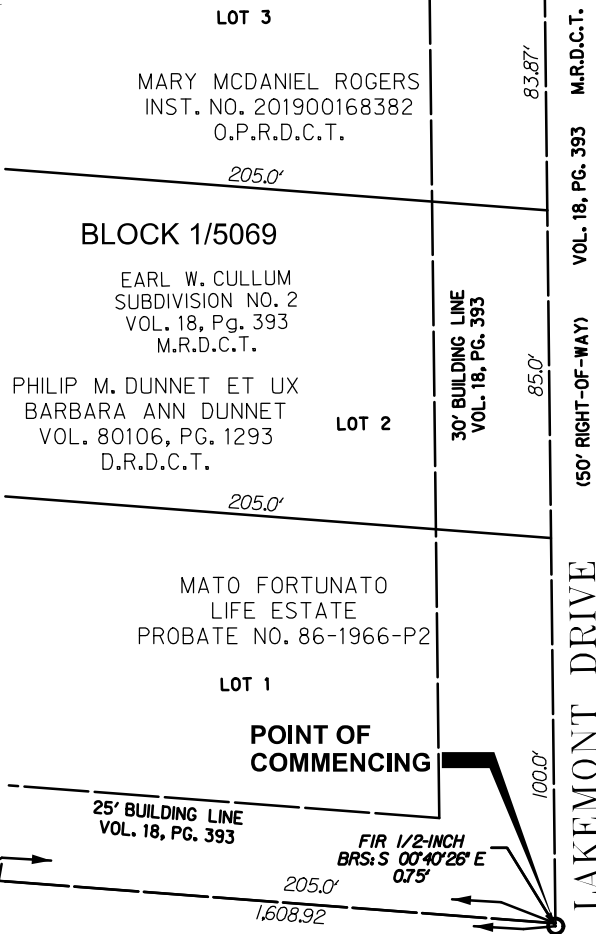 LOT 3
MARY MCDANIEL ROGERS
INST. NO. 201900168382
O.P.R.D.C.T.
205.0'
83.87'
VOL. 18, PG. 393 M.R.D.C.T.
BLOCK 1/5069
EARL W. CULLUM
SUBDIVISION NO. 2
VOL. 18, Pg. 393
M.R.D.C.T.
PHILIP M. DUNNET ET UX
BARBARA ANN DUNNET
VOL. 80106, PG. 1293
D.R.D.C.T.
LOT 2
30' BUILDING LINE
VOL. 18, PG. 393
85.0'
(50' RIGHT-OF-WAY)
205.0'
MATO FORTUNATO
LIFE ESTATE
PROBATE NO. 86-1966-P2
LOT 1
POINT OF
COMMENCING
100.0'
LAKEMONT DRIVE
25' BUILDING LINE
VOL. 18, PG. 393
FIR 1/2-INCH
BRS: S 00°40'26" E
0.75'
205.0'
1,608.92